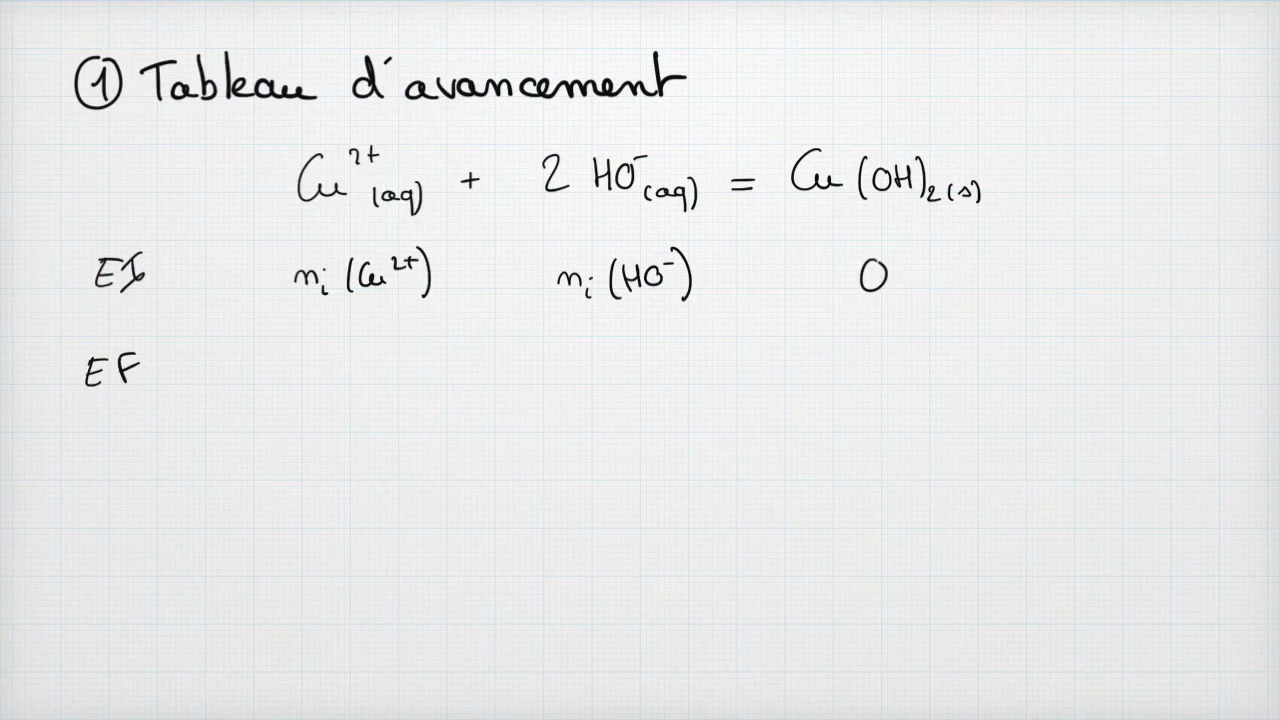 ① Tableau d'avancement
Cu²⁺(aq) + 2 HO⁻(aq) = Cu(OH)₂(s)
EI nᵢ(Cu²⁺) nᵢ(HO⁻) 0
EF